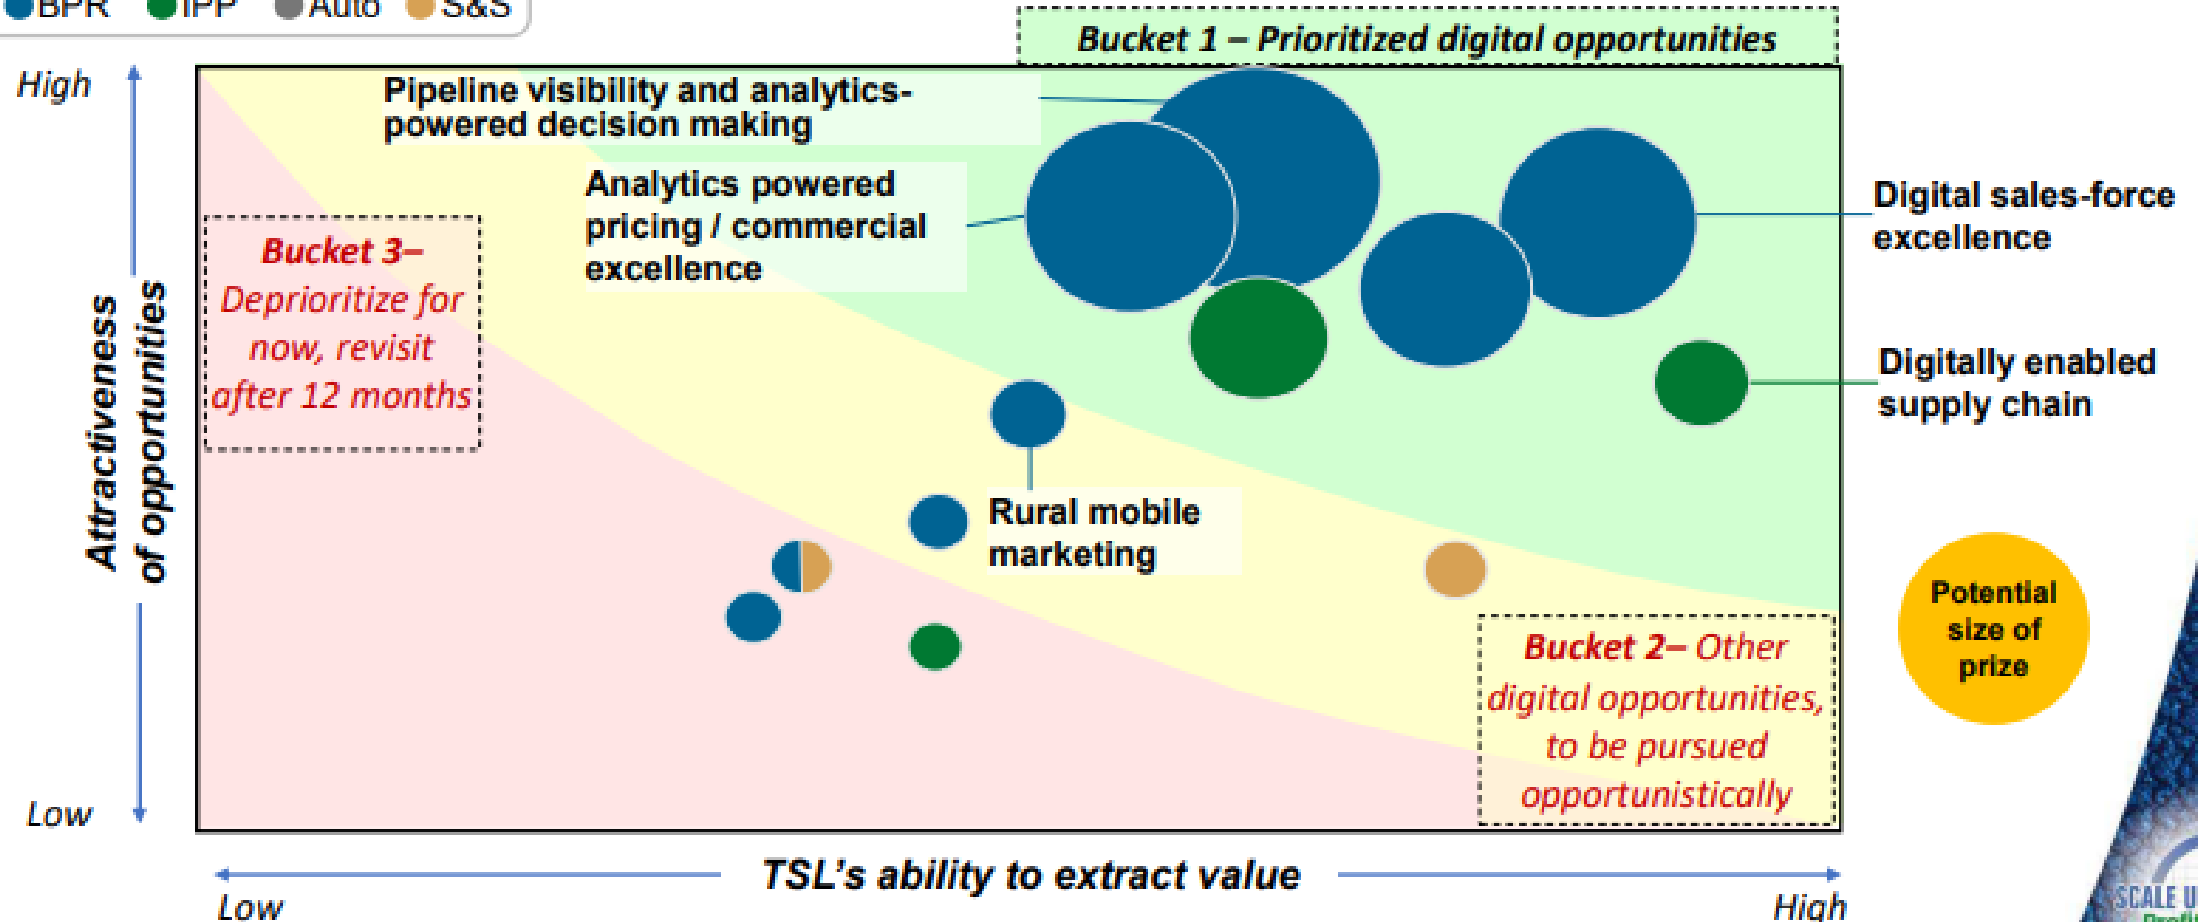 BPR IPP Auto S&S
Bucket 1 – Prioritized digital opportunities
High
Pipeline visibility and analytics-
powered decision making
Analytics powered
pricing / commercial
excellence
Digital sales-force
excellence
Bucket 3–
Deprioritize for
now, revisit
after 12 months
Attractiveness
of opportunities
Digitally enabled
supply chain
Rural mobile
marketing
Potential
size of
prize
Bucket 2– Other
digital opportunities,
to be pursued
opportunistically
Low
TSL's ability to extract value
Low
High
SCALE